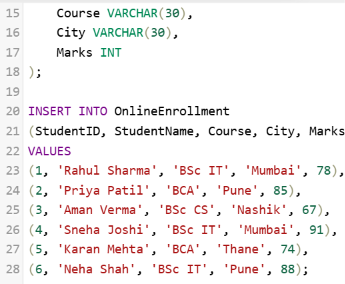 15 Course VARCHAR(30),
16 City VARCHAR(30),
17 Marks INT
18 );
19
20 INSERT INTO OnlineEnrollment
21 (StudentID, StudentName, Course, City, Marks
22 VALUES
23 (1, 'Rahul Sharma', 'BSc IT', 'Mumbai', 78),
24 (2, 'Priya Patil', 'BCA', 'Pune', 85),
25 (3, 'Aman Verma', 'BSc CS', 'Nashik', 67),
26 (4, 'Sneha Joshi', 'BSc IT', 'Mumbai', 91),
27 (5, 'Karan Mehta', 'BCA', 'Thane', 74),
28 (6, 'Neha Shah', 'BSc IT', 'Pune', 88);